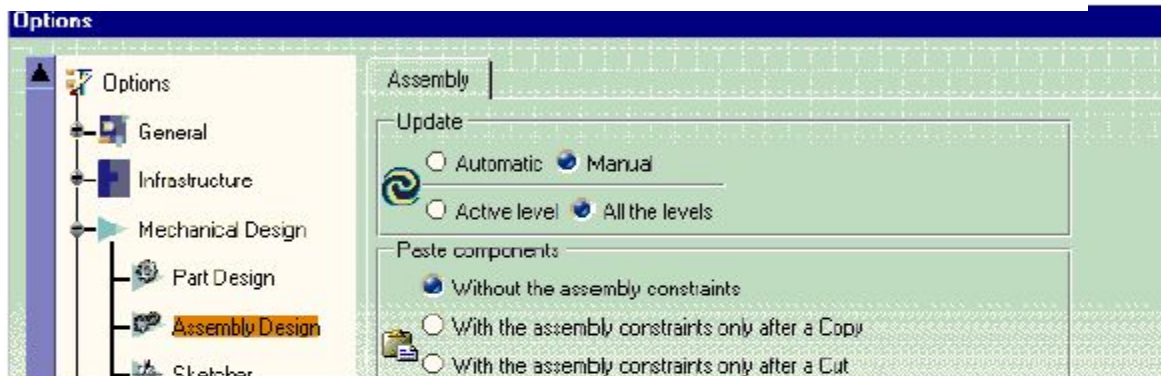 Options
Options
General
Infrastructure
Mechanical Design
Part Design
Assembly Design
Sketcher
Assembly
Update
Automatic Manual
Active level All the levels
Paste components
Without the assembly constraints
With the assembly constraints only after a Copy
With the assembly constraints only after a Cut